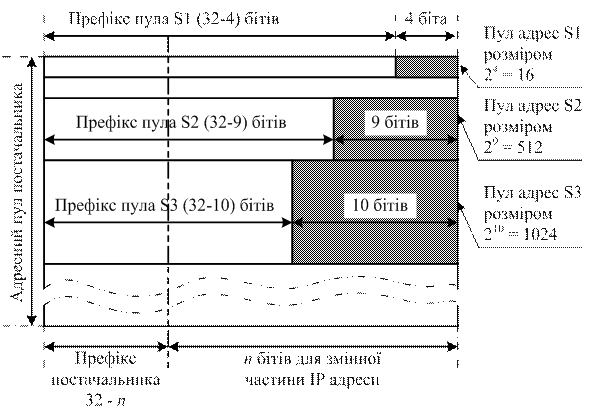 Префікс пула S1 (32-4) бітів
4 біта
Пул адрес S1
розміром
2⁴ = 16
Префікс пула S2 (32-9) бітів
9 бітів
Пул адрес S2
розміром
2⁹ = 512
Префікс пула S3 (32-10) бітів
10 бітів
Пул адрес S3
розміром
2¹⁰ = 1024
Адресний пул постачальника
Префікс
постачальника
32 - n
n бітів для змінної
частини IP адреси